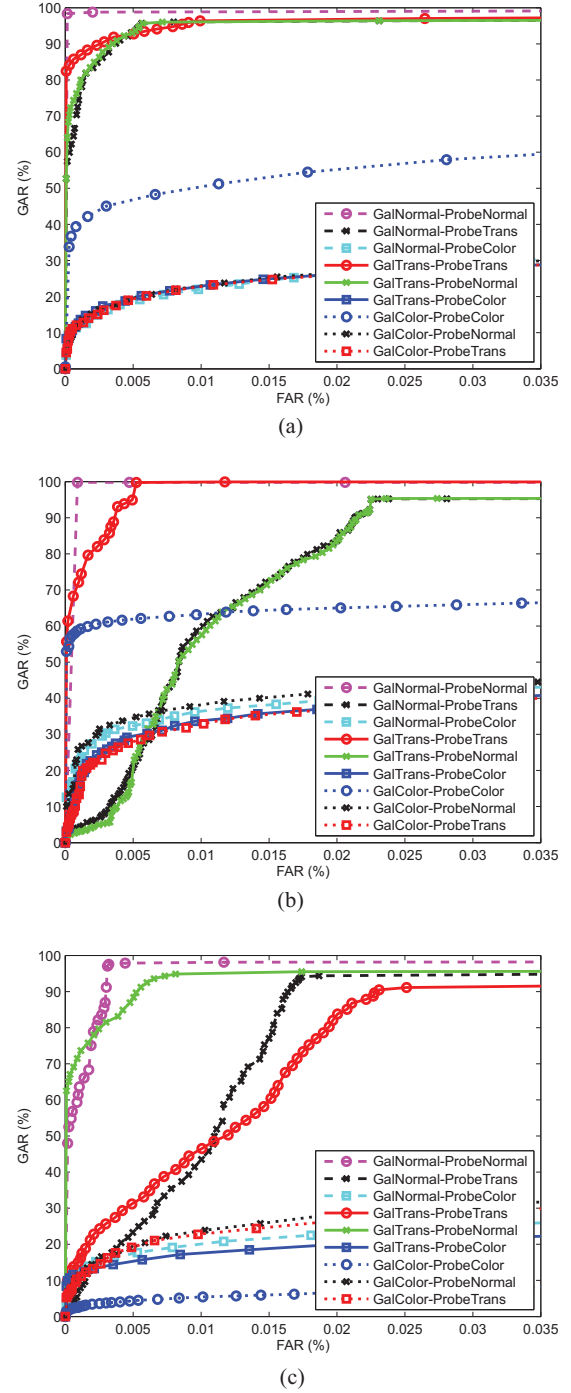 100
90
80
70
60
50
40
30
20
10
0
GAR (%)
GalNormal-ProbeNormal
GalNormal-ProbeTrans
GalNormal-ProbeColor
GalTrans-ProbeTrans
GalTrans-ProbeNormal
GalTrans-ProbeColor
GalColor-ProbeColor
GalColor-ProbeNormal
GalColor-ProbeTrans
0 0.005 0.01 0.015 0.02 0.025 0.03 0.035
FAR (%)
(a)
100
90
80
70
60
50
40
30
20
10
0
GAR (%)
GalNormal-ProbeNormal
GalNormal-ProbeTrans
GalNormal-ProbeColor
GalTrans-ProbeTrans
GalTrans-ProbeNormal
GalTrans-ProbeColor
GalColor-ProbeColor
GalColor-ProbeNormal
GalColor-ProbeTrans
0 0.005 0.01 0.015 0.02 0.025 0.03 0.035
FAR (%)
(b)
100
90
80
70
60
50
40
30
20
10
0
GAR (%)
GalNormal-ProbeNormal
GalNormal-ProbeTrans
GalNormal-ProbeColor
GalTrans-ProbeTrans
GalTrans-ProbeNormal
GalTrans-ProbeColor
GalColor-ProbeColor
GalColor-ProbeNormal
GalColor-ProbeTrans
0 0.005 0.01 0.015 0.02 0.025 0.03 0.035
FAR (%)
(c)